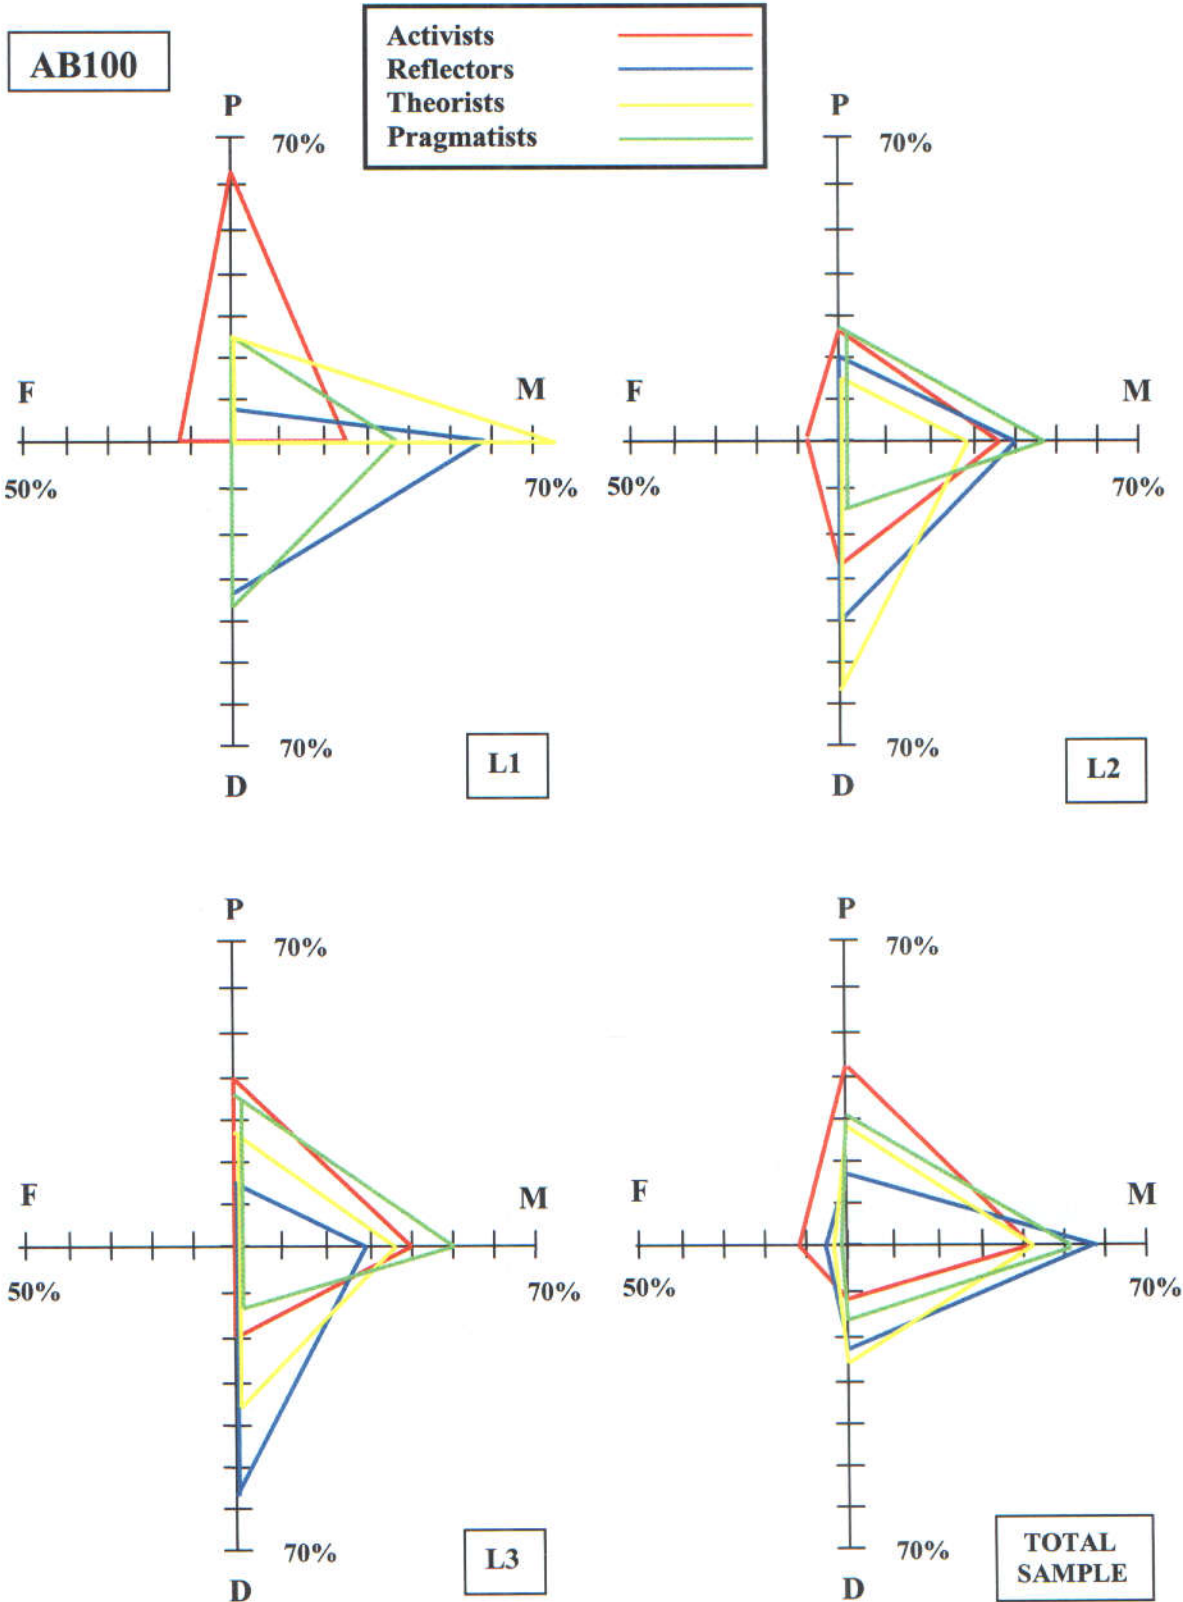 AB100
Activists
Reflectors
Theorists
Pragmatists
P
70%
F
M
50%
70%
70%
D
L1
P
70%
F
M
50%
70%
70%
D
L2
P
70%
F
M
50%
70%
70%
D
L3
P
70%
F
M
50%
70%
70%
D
TOTAL
SAMPLE